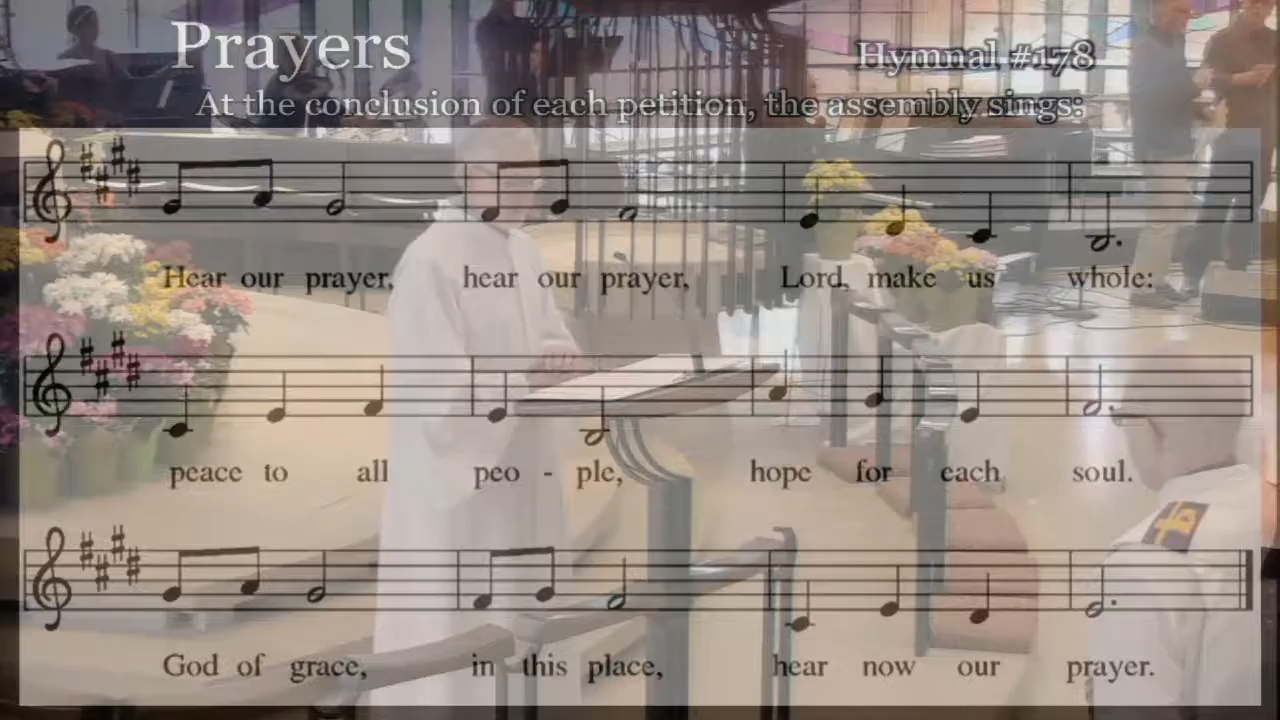 Prayers
Hymnal #178
At the conclusion of each petition, the assembly sings:
Hear our prayer, hear our prayer, Lord, make us whole:
peace to all peo - ple, hope for each soul.
God of grace, in this place, hear now our prayer.